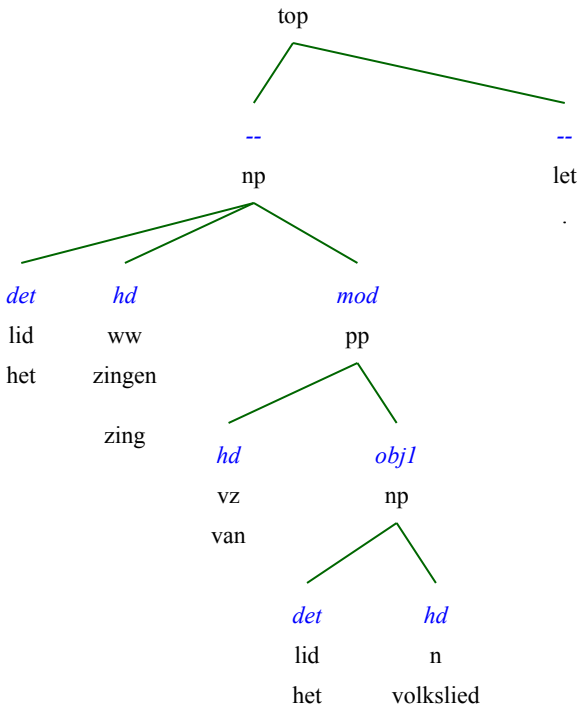 top
-- --
np let
.
det hd mod
lid ww pp
het zingen
zing
hd obj1
vz np
van
det hd
lid n
het volkslied